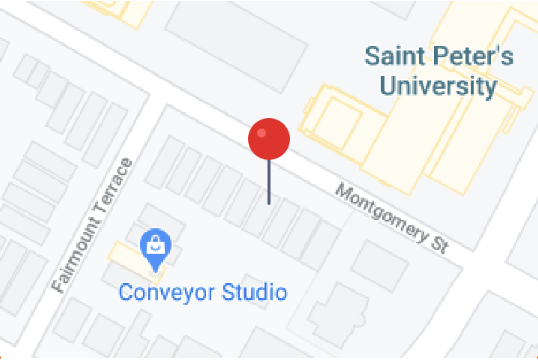 Saint Peter's
University
Montgomery St
Fairmount Terrace
Conveyor Studio